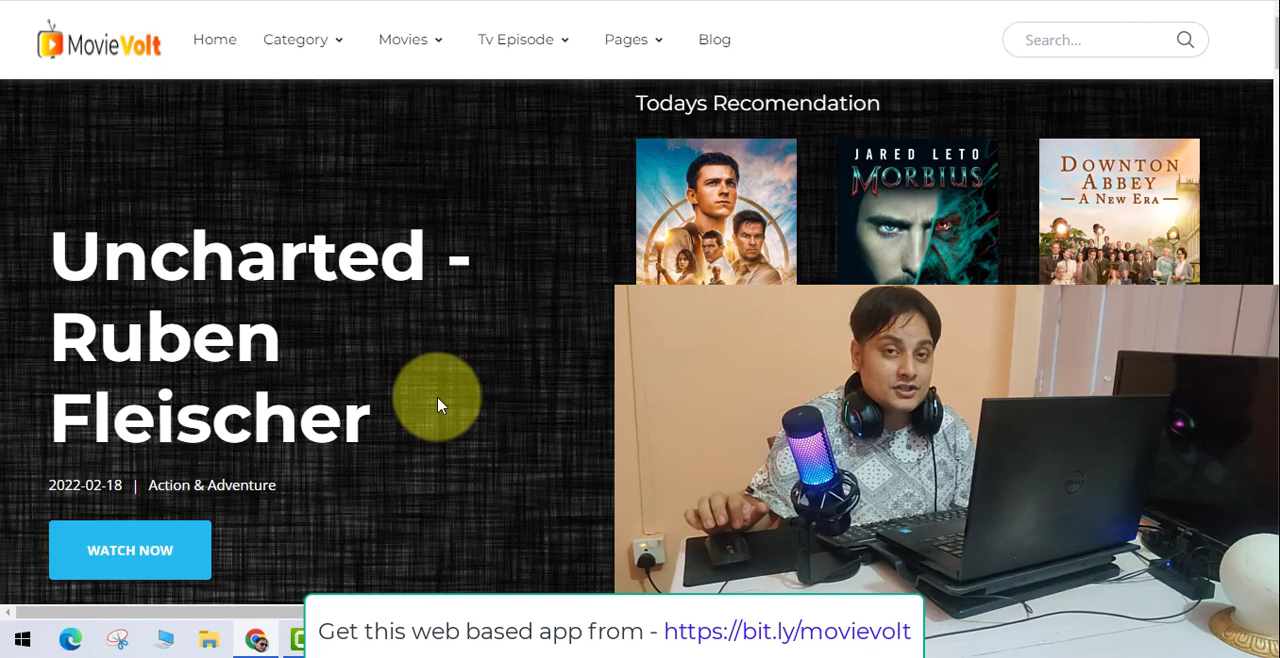 MovieVolt
Home
Category
Movies
Tv Episode
Pages
Blog
Search...
Todays Recomendation
JARED LETO
MORBIUS
DOWNTON
ABBEY
— A NEW ERA —
Uncharted -
Ruben
Fleischer
2022-02-18 | Action & Adventure
WATCH NOW
DELL
Get this web based app from - https://bit.ly/movievolt